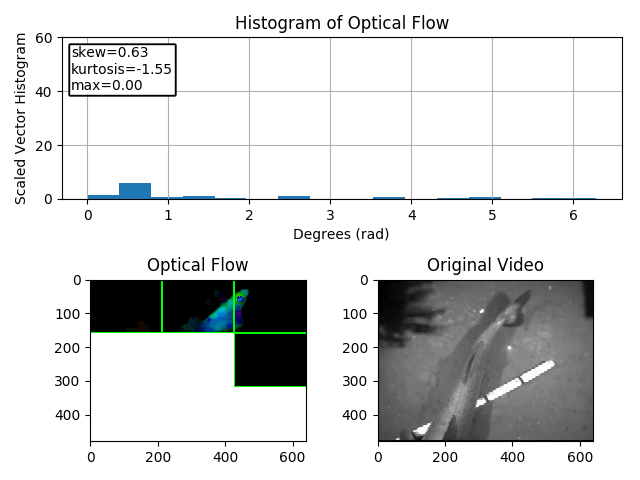 Histogram of Optical Flow
Scaled Vector Histogram
60
40
20
0
skew=0.63
kurtosis=-1.55
max=0.00
0 1 2 3 4 5 6
Degrees (rad)
Optical Flow
0
100
200
300
400
0 200 400 600
Original Video
0
100
200
300
400
0 200 400 600